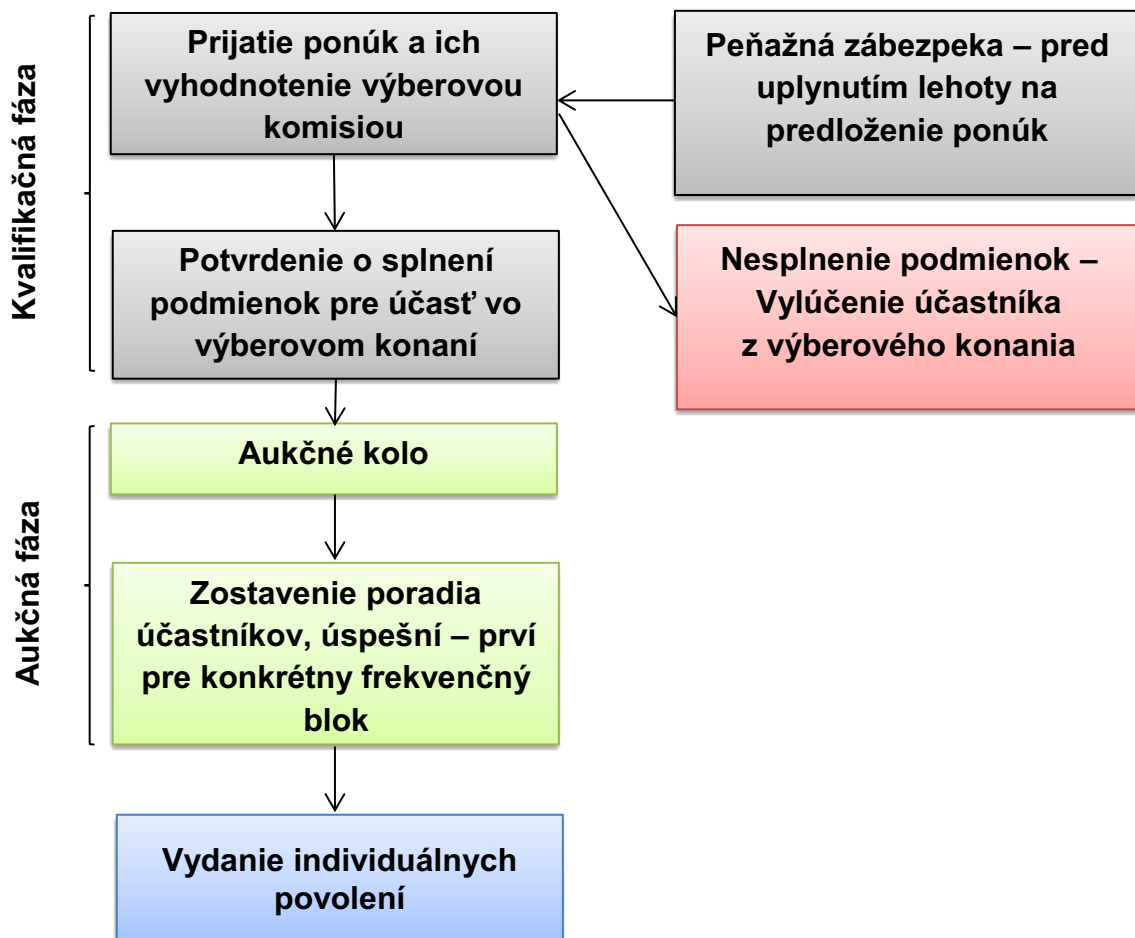 Kvalifikačná fáza
Prijatie ponúk a ich
vyhodnotenie výberovou
komisiou
Peňažná zábezpeka – pred
uplynutím lehoty na
predloženie ponúk
Potvrdenie o splnení
podmienok pre účasť vo
výberovom konaní
Nesplnenie podmienok –
Vylúčenie účastníka
z výberového konania
Aukčná fáza
Aukčné kolo
Zostavenie poradia
účastníkov, úspešní – prví
pre konkrétny frekvenčný
blok
Vydanie individuálnych
povolení